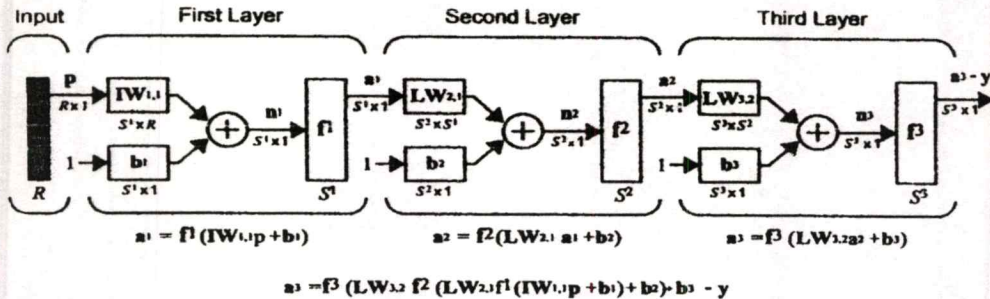 Input First Layer Second Layer Third Layer
p a¹ a² a³ - y
R×1 IW1,1 S¹×1 LW2,1 S²×1 LW3,2 S³×1
S¹×R n¹ S²×S¹ n² S³×S² n³
S¹×1 f¹ S²×1 f² S³×1 f³
1 b¹ 1 b² 1 b³
S¹×1 S²×1 S³×1
R S¹ S² S³
a¹ = f¹(IW1,1p +b¹) a² = f²(LW2,1 a¹ +b²) a³ =f³ (LW3,2a² +b³)
a³ =f³ (LW3,2 f² (LW2,1f¹(IW1,1p +b¹)+ b²)+b³ - y